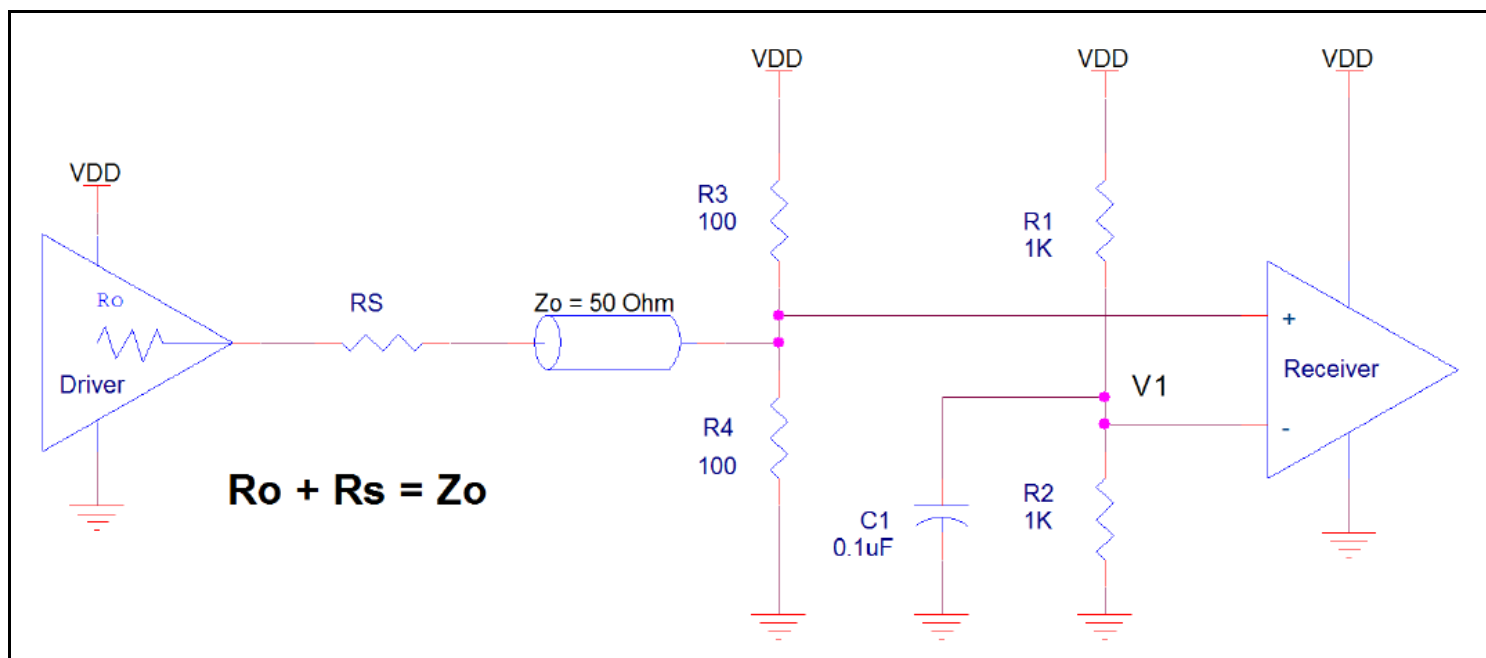 VDD
VDD
VDD
VDD
Ro
Driver
RS
Zo = 50 Ohm
R3
100
R4
100
R1
1K
V1
R2
1K
C1
0.1uF
+
-
Receiver
Ro + Rs = Zo